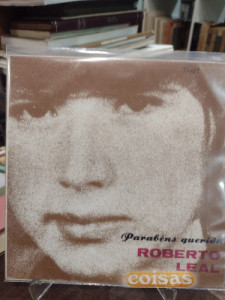 (Parabéns querida
ROBERTO
LEAL
coisas